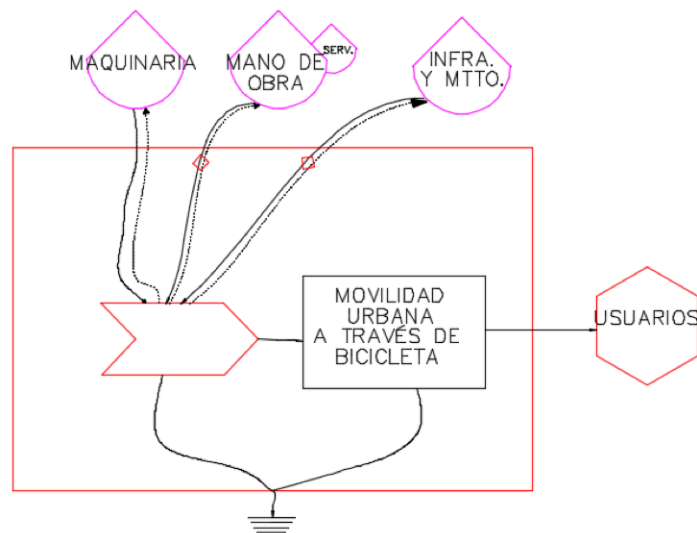 MAQUINARIA
MANO DE
OBRA
SERV.
INFRA.
Y MTTO.
MOVILIDAD
URBANA
A TRAVÉS DE
BICICLETA
USUARIOS